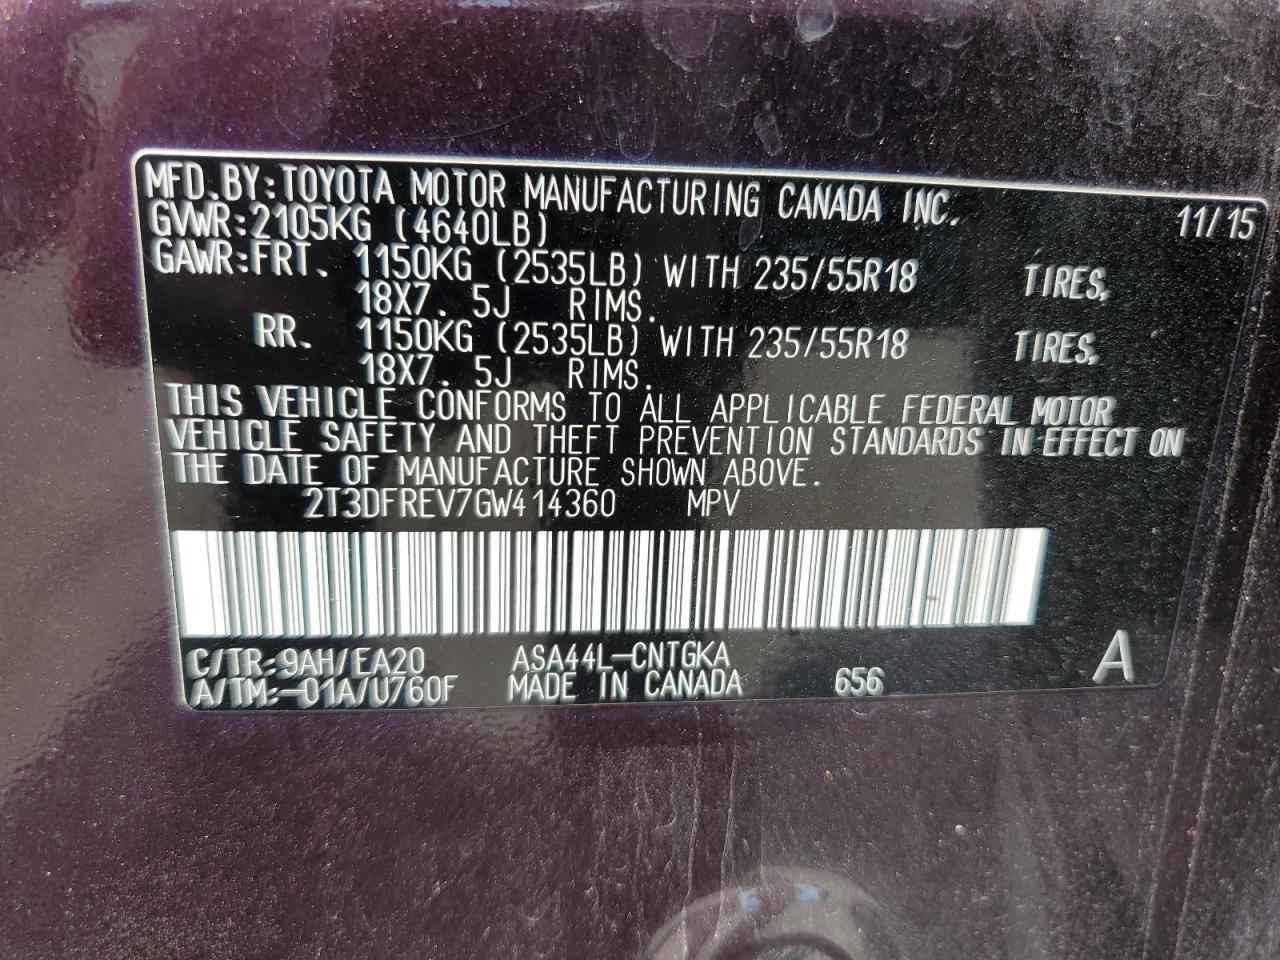 MFD.BY:TOYOTA MOTOR MANUFACTURING CANADA INC. 11/15
GVWR:2105KG (4640LB)
GAWR:FRT. 1150KG (2535LB) WITH 235/55R18 TIRES,
18X7.5J RIMS.
RR. 1150KG (2535LB) WITH 235/55R18 TIRES,
18X7.5J RIMS.
THIS VEHICLE CONFORMS TO ALL APPLICABLE FEDERAL MOTOR
VEHICLE SAFETY AND THEFT PREVENTION STANDARDS IN EFFECT ON
THE DATE OF MANUFACTURE SHOWN ABOVE.
2T3DFREV7GW414360 MPV
C/TR:9AH/EA20 ASA44L-CNTGKA
A/TM:-01A/U760F MADE IN CANADA 656 A